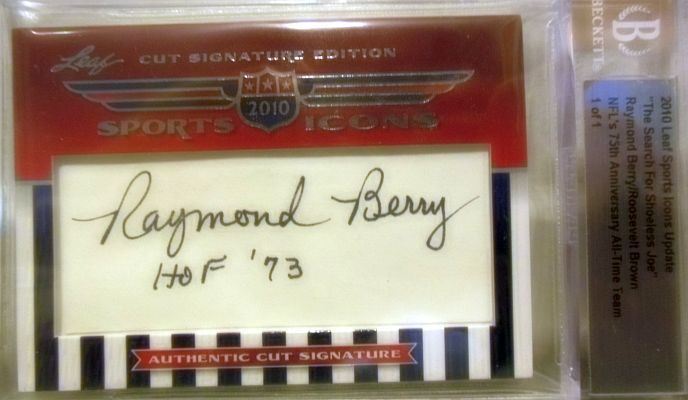 Leaf CUT SIGNATURE EDITION
2010
SPORTS ICONS
Raymond Berry
HOF '73
AUTHENTIC CUT SIGNATURE
BECKETT
B
2010 Leaf Sports Icons Update
"The Search For Shoeless Joe"
Raymond Berry/Roosevelt Brown
NFL's 75th Anniversary All-Time Team
1 of 1